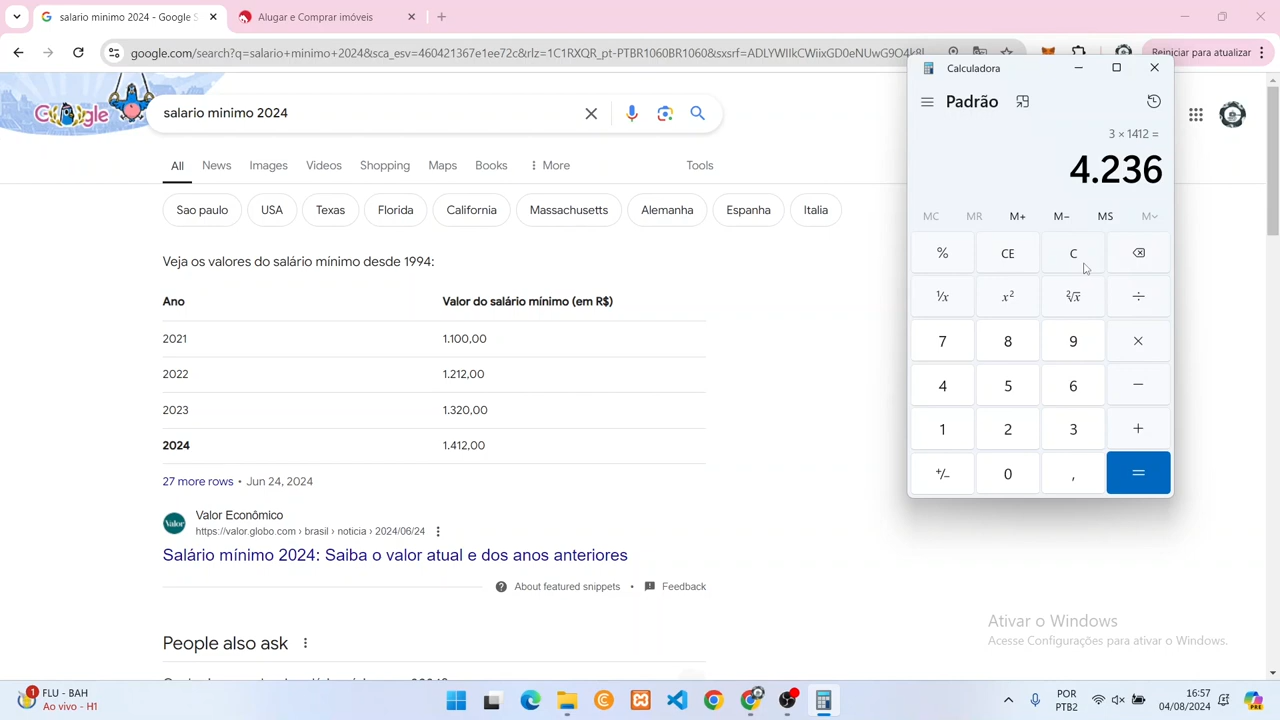 salario minimo 2024 - Google S
Alugar e Comprar imóveis
google.com/search?q=salario+minimo+2024&sca_esv=460421367e1ee72c&rlz=1C1RXQR_pt-PTBR1060BR1060&sxsrf=ADLYWIIkCWiixGD0eNUwG9O4k8L
Reiniciar para atualizar
Google
salario minimo 2024
All
News
Images
Videos
Shopping
Maps
Books
More
Tools
Sao paulo
USA
Texas
Florida
California
Massachusetts
Alemanha
Espanha
Italia
Veja os valores do salário mínimo desde 1994:
Ano Valor do salário mínimo (em R$)
2021 1.100,00
2022 1.212,00
2023 1.320,00
2024 1.412,00
27 more rows • Jun 24, 2024
Valor
Valor Econômico
https://valor.globo.com › brasil › noticia › 2024/06/24
Salário mínimo 2024: Saiba o valor atual e dos anos anteriores
About featured snippets • Feedback
People also ask
Calculadora
Padrão
3 × 1412 =
4.236
MC MR M+ M− MS M
% CE C
¹/x x² ²√x ÷
7 8 9 ×
4 5 6 −
1 2 3 +
+/− 0 , =
Ativar o Windows
Acesse Configurações para ativar o Windows.
1
FLU - BAH
Ao vivo - H1
POR
PTB2
16:57
04/08/2024